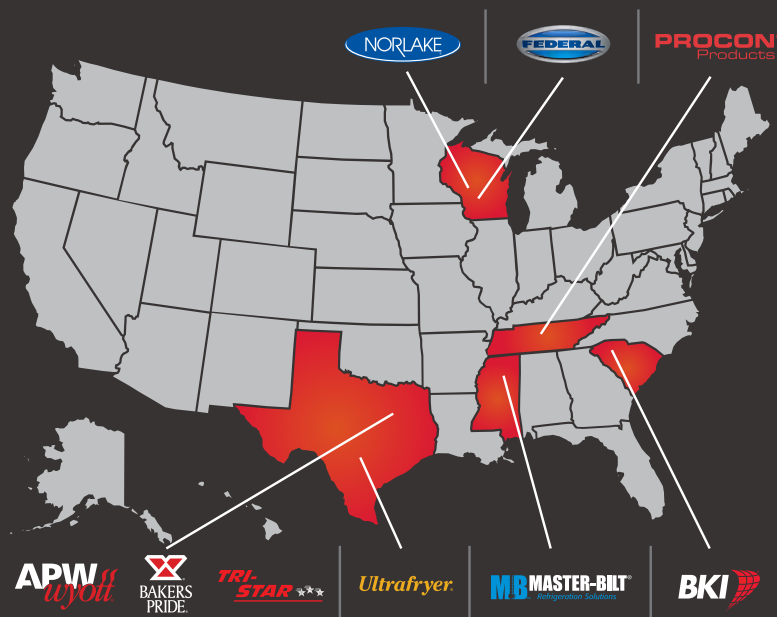 NORLAKE
FEDERAL
PROCON
Products
APW
wyott
BAKERS
PRIDE
TRI-
STAR
Ultrafryer
MB MASTER-BILT®
Refrigeration Solutions
BKI